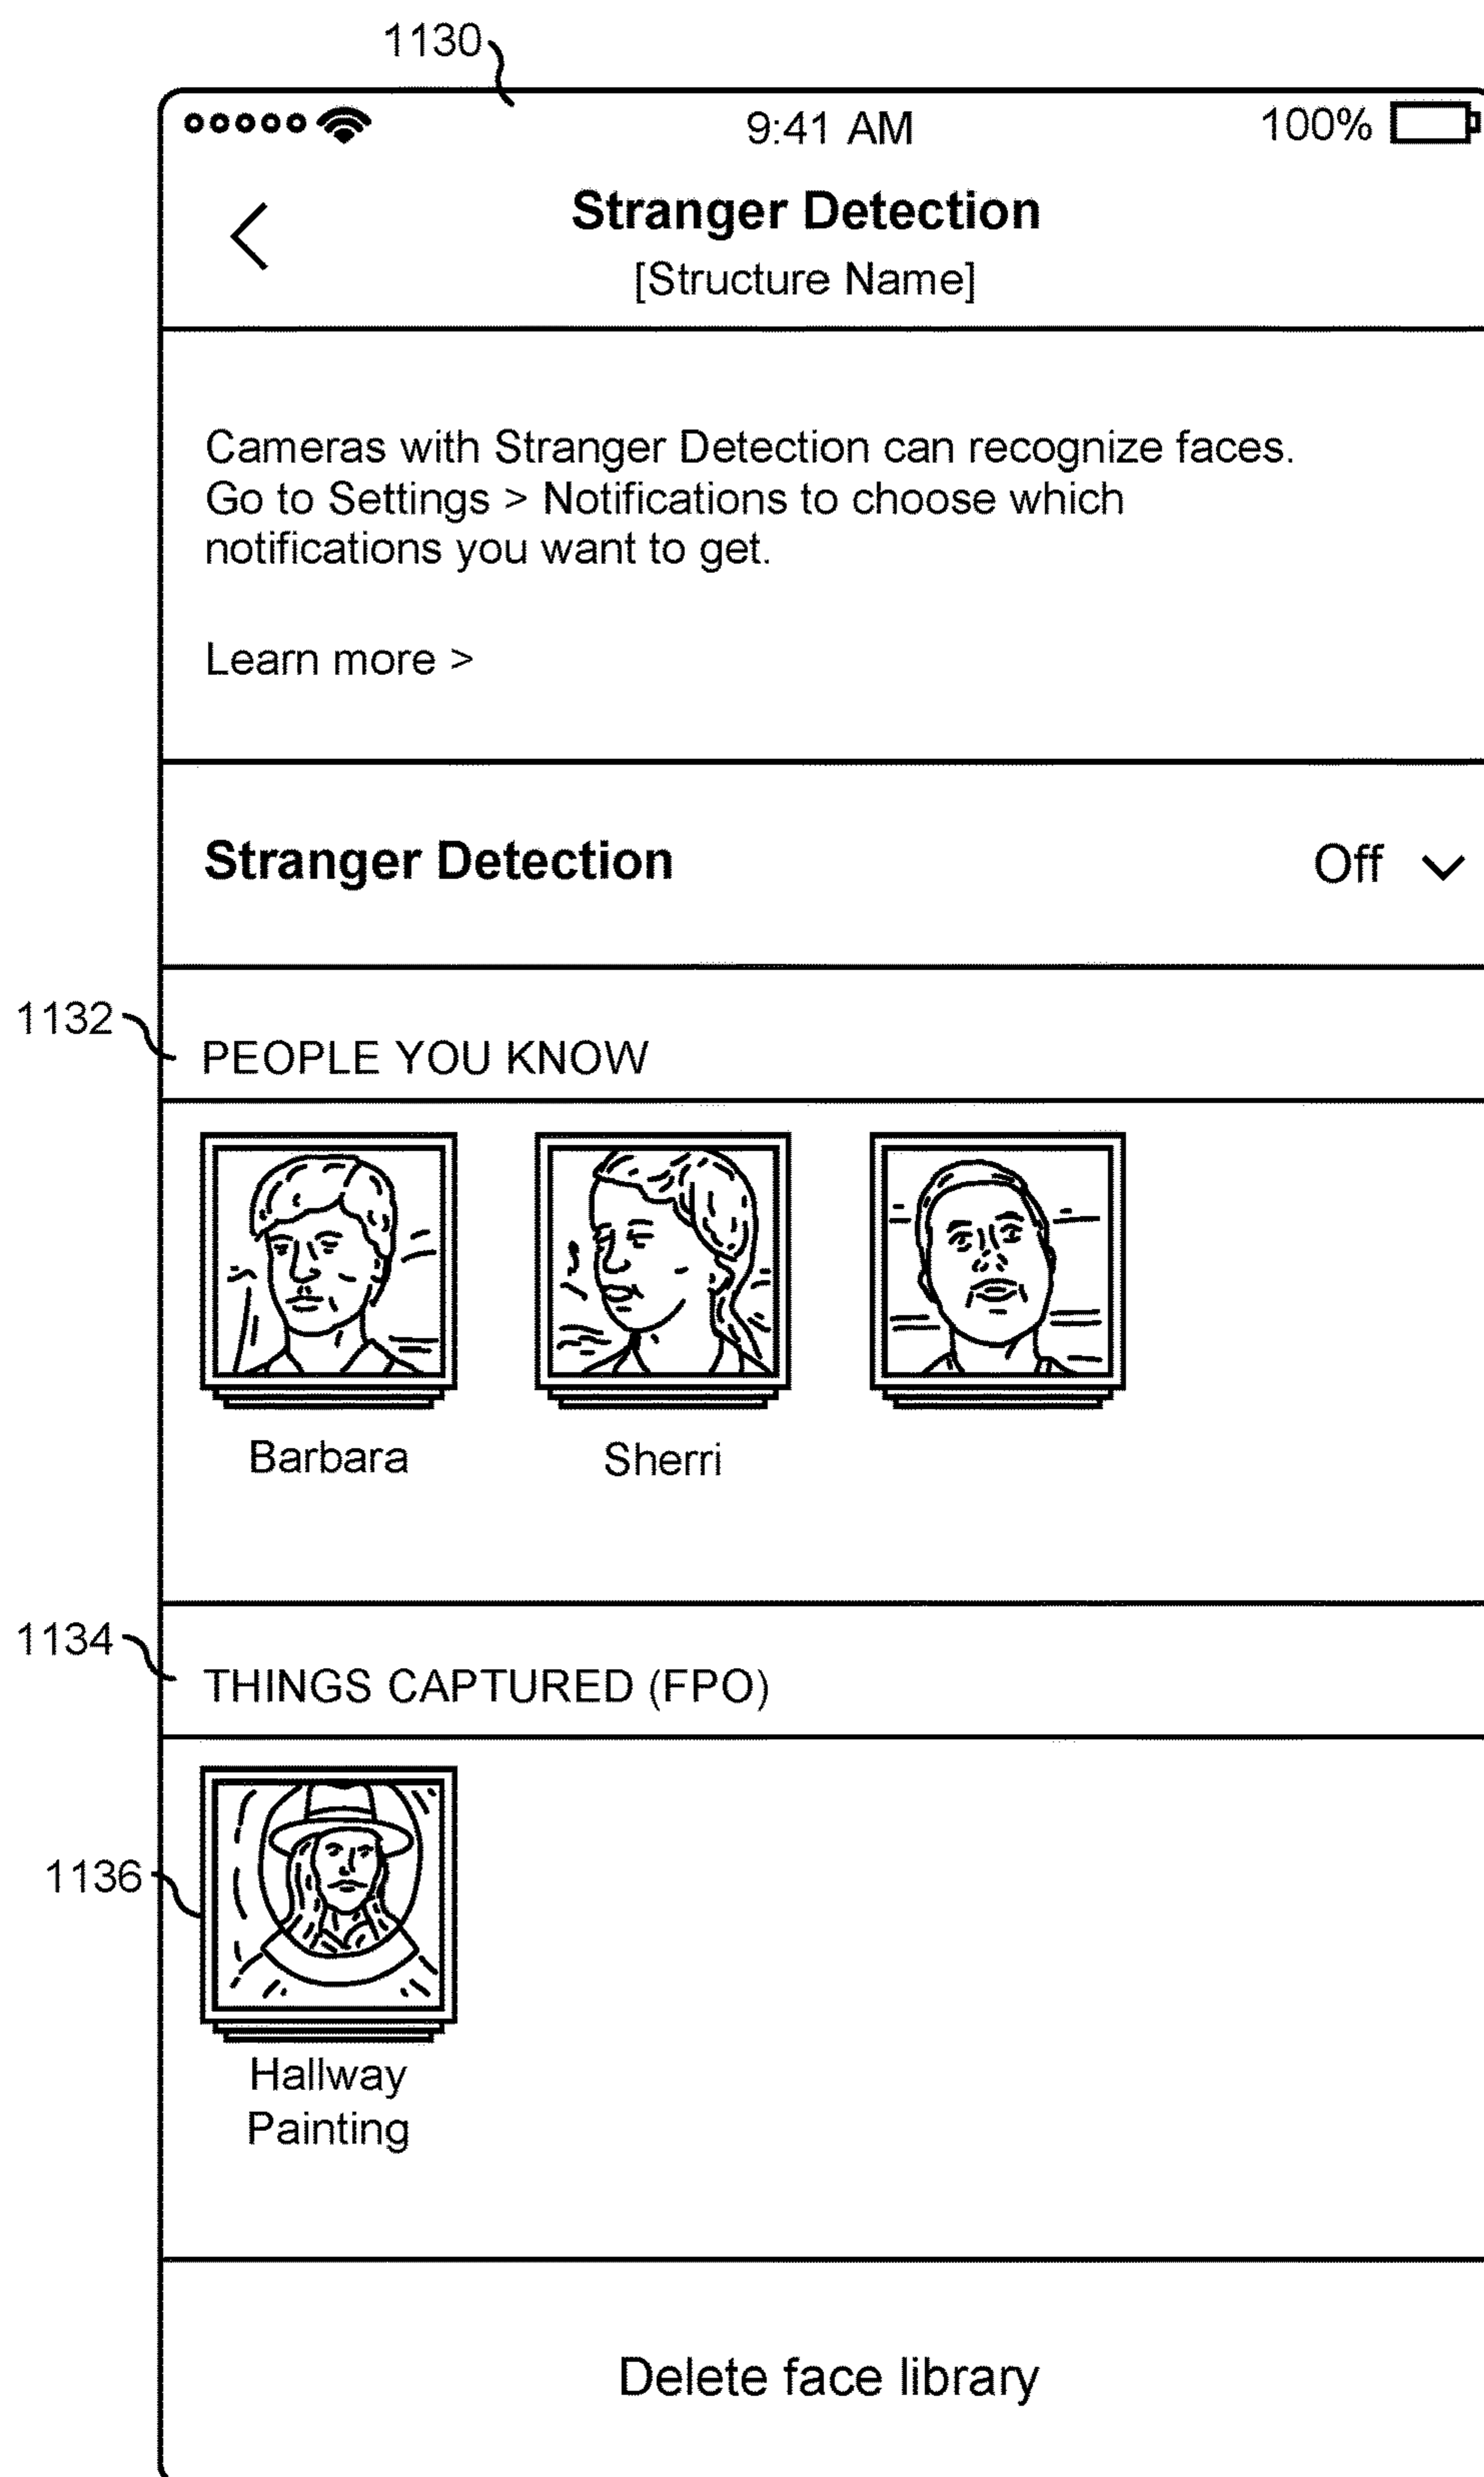 1130
9:41 AM
100%
Stranger Detection
[Structure Name]
Cameras with Stranger Detection can recognize faces.
Go to Settings > Notifications to choose which
notifications you want to get.
Learn more >
Stranger Detection
Off
1132
PEOPLE YOU KNOW
Barbara
Sherri
1134
THINGS CAPTURED (FPO)
1136
Hallway
Painting
Delete face library